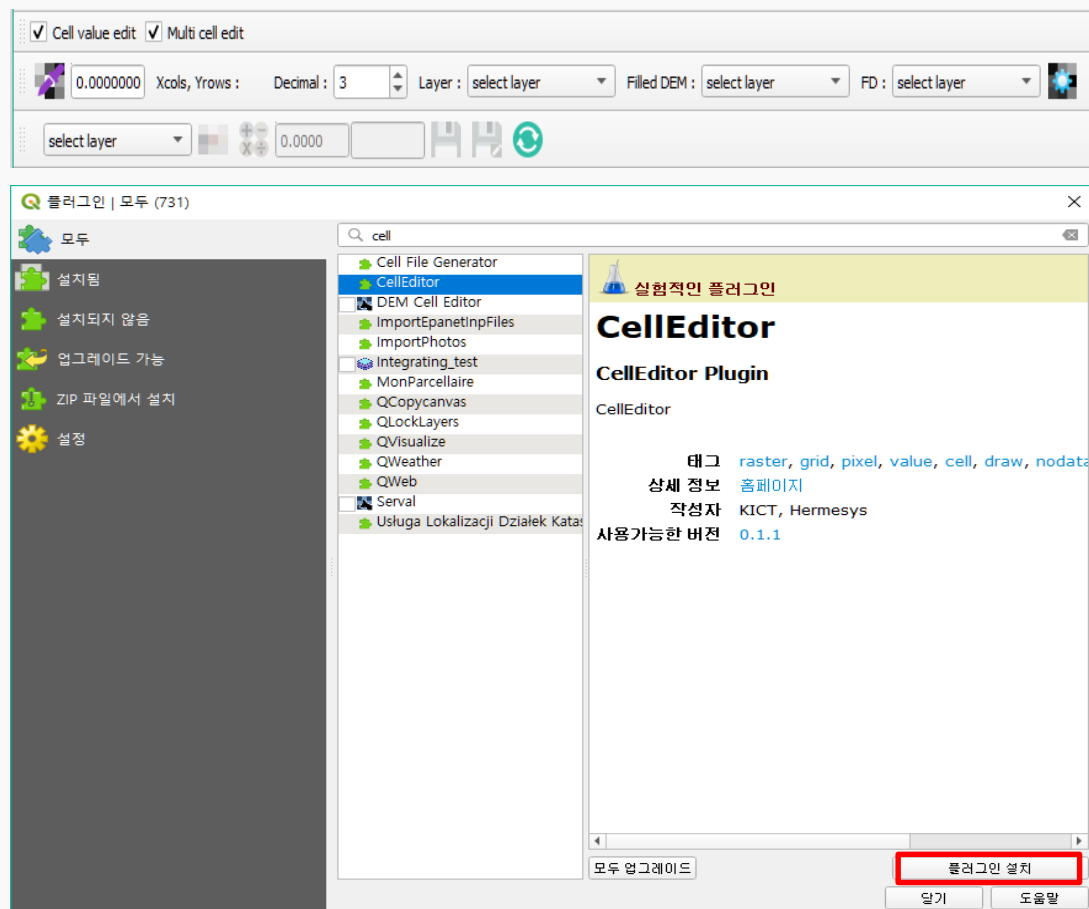 Cell value edit Multi cell edit
0.0000000 Xcols, Yrows : Decimal : 3 Layer : select layer Filled DEM : select layer FD : select layer
select layer 0.0000
플러그인 | 모두 (731)
모두
설치됨
설치되지 않음
업그레이드 가능
ZIP 파일에서 설치
설정
cell
Cell File Generator
CellEditor
DEM Cell Editor
ImportEpanetInpFiles
ImportPhotos
Integrating_test
MonParcellaire
QCopycanvas
QLockLayers
QVisualize
QWeather
QWeb
Serval
Usługa Lokalizacji Działek Katas
실험적인 플러그인
CellEditor
CellEditor Plugin
CellEditor
태그 raster, grid, pixel, value, cell, draw, nodata
상세 정보 홈페이지
작성자 KICT, Hermesys
사용가능한 버전 0.1.1
모두 업그레이드 플러그인 설치
닫기 도움말